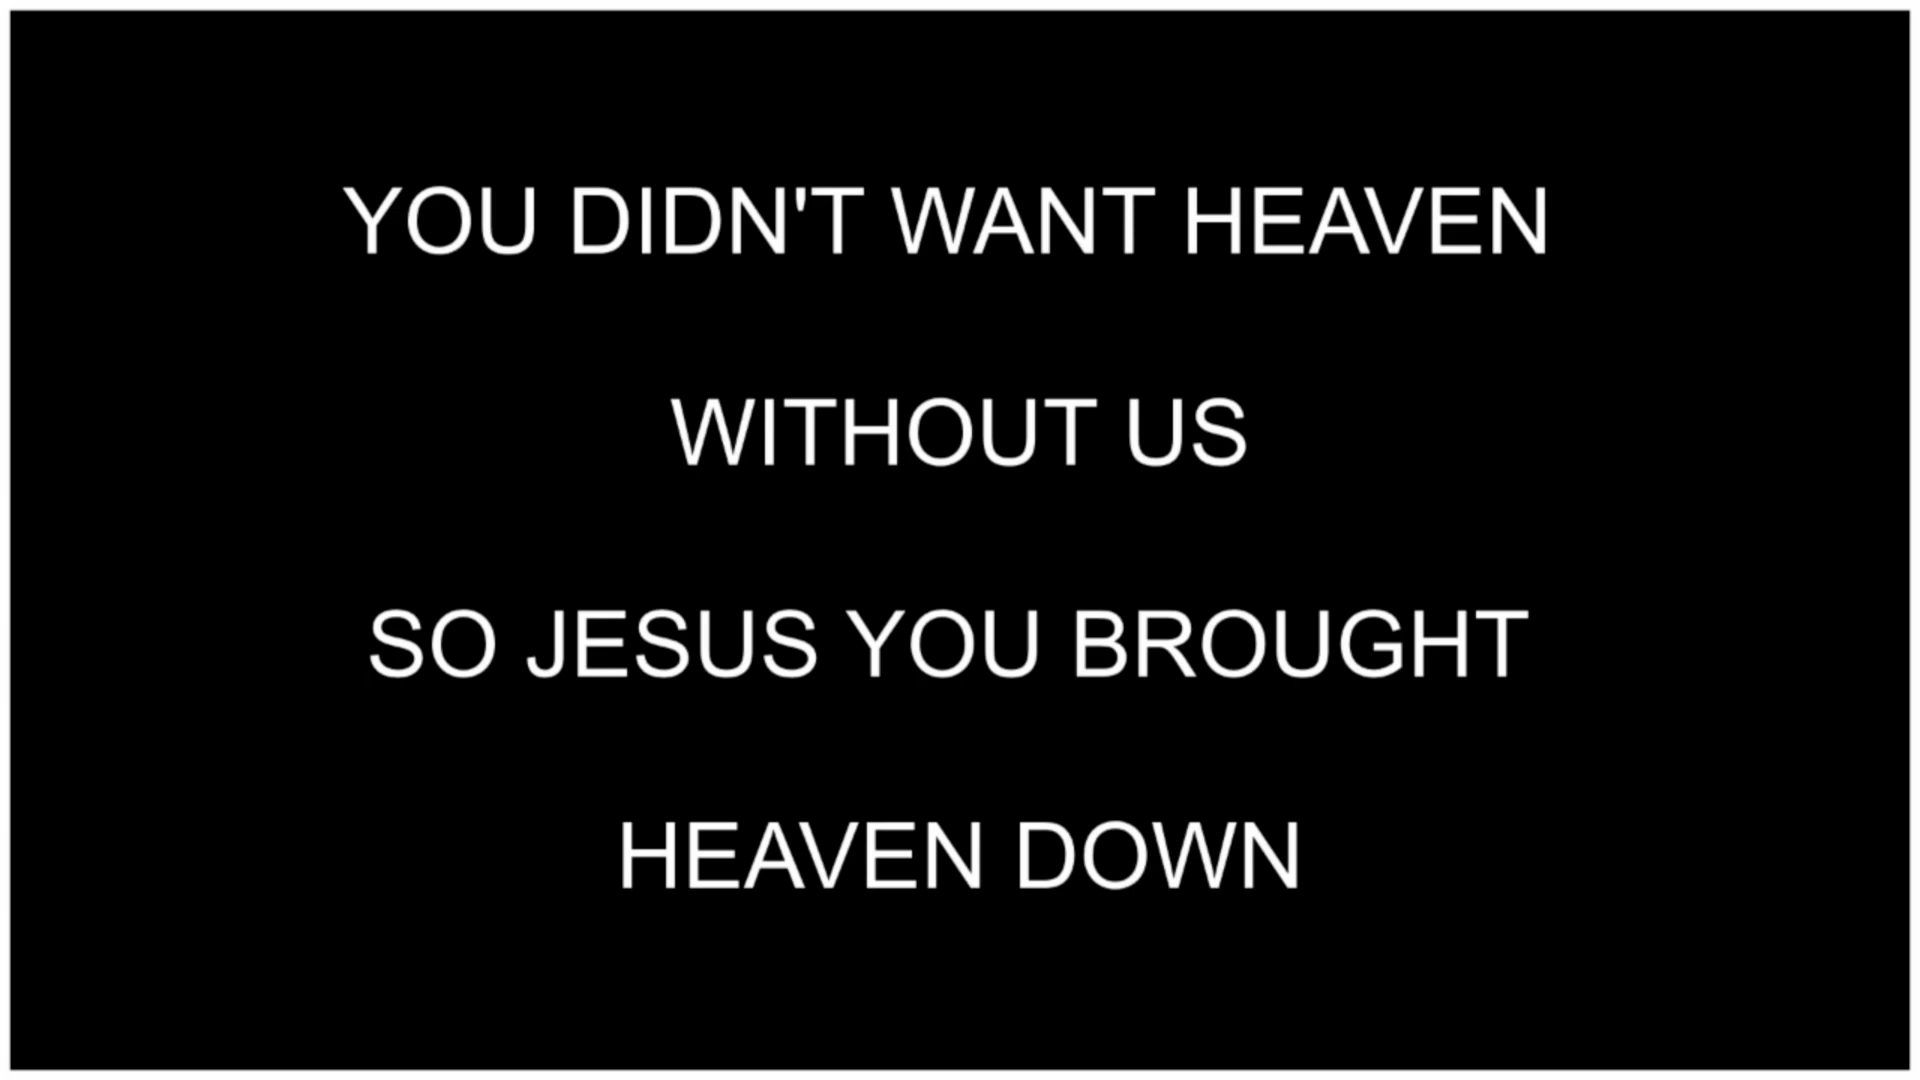 YOU DIDN'T WANT HEAVEN
WITHOUT US
SO JESUS YOU BROUGHT
HEAVEN DOWN